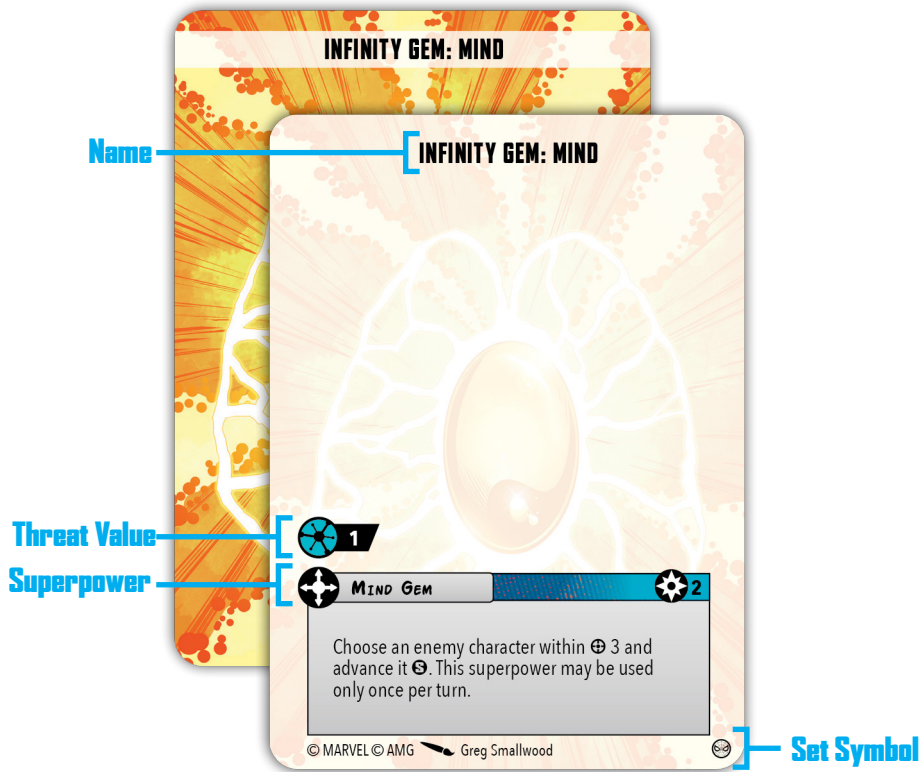 INFINITY GEM: MIND
Name
INFINITY GEM: MIND
Threat Value
1
Superpower
MIND GEM
2
Choose an enemy character within 3 and
advance it S. This superpower may be used
only once per turn.
© MARVEL © AMG Greg Smallwood
Set Symbol